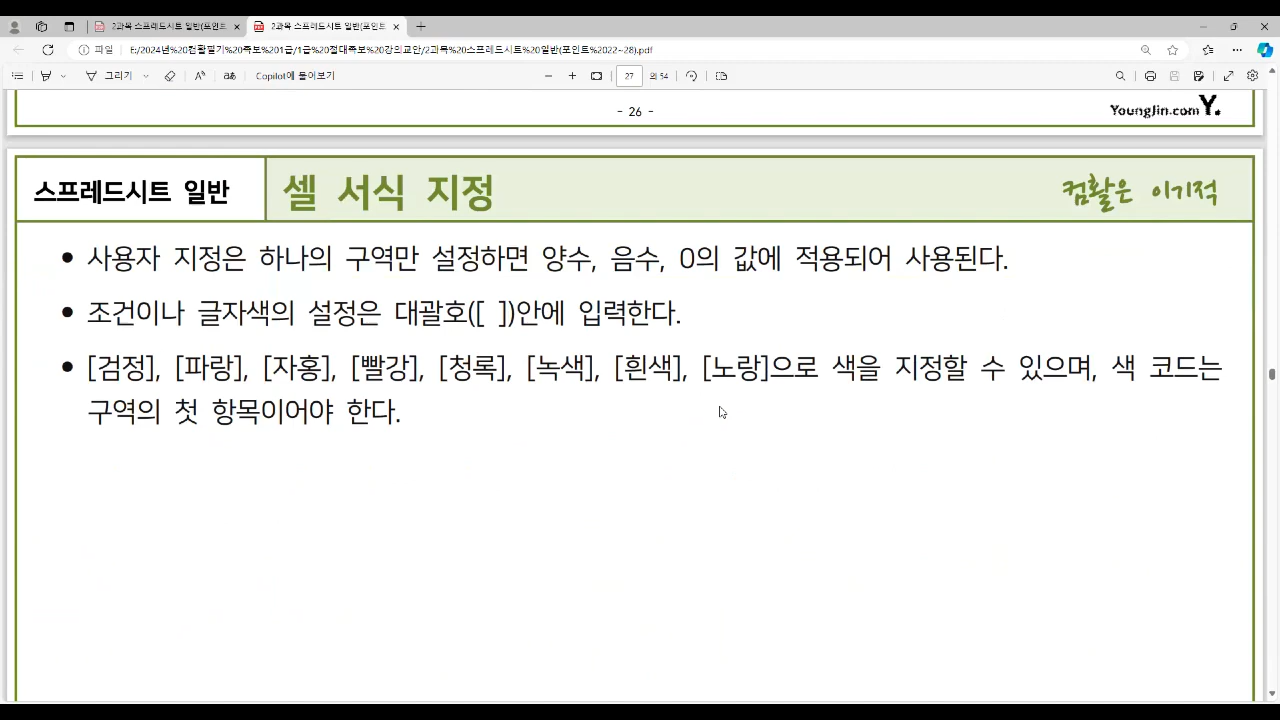 2과목 스프레드시트 일반(포인트
2과목 스프레드시트 일반(포인트
파일
E:/2024년%20컴활필기%20족보%201급/1급%20절대족보%20강의교안/2과목%20스프레드시트%20일반(포인트%2022~28).pdf
그리기
Copilot에 물어보기
27
의 54
- 26 -
YoungJin.com Y.
스프레드시트 일반
셀 서식 지정
컴활은 이기적
• 사용자 지정은 하나의 구역만 설정하면 양수, 음수, 0의 값에 적용되어 사용된다.
• 조건이나 글자색의 설정은 대괄호([ ])안에 입력한다.
• [검정], [파랑], [자홍], [빨강], [청록], [녹색], [흰색], [노랑]으로 색을 지정할 수 있으며, 색 코드는
구역의 첫 항목이어야 한다.